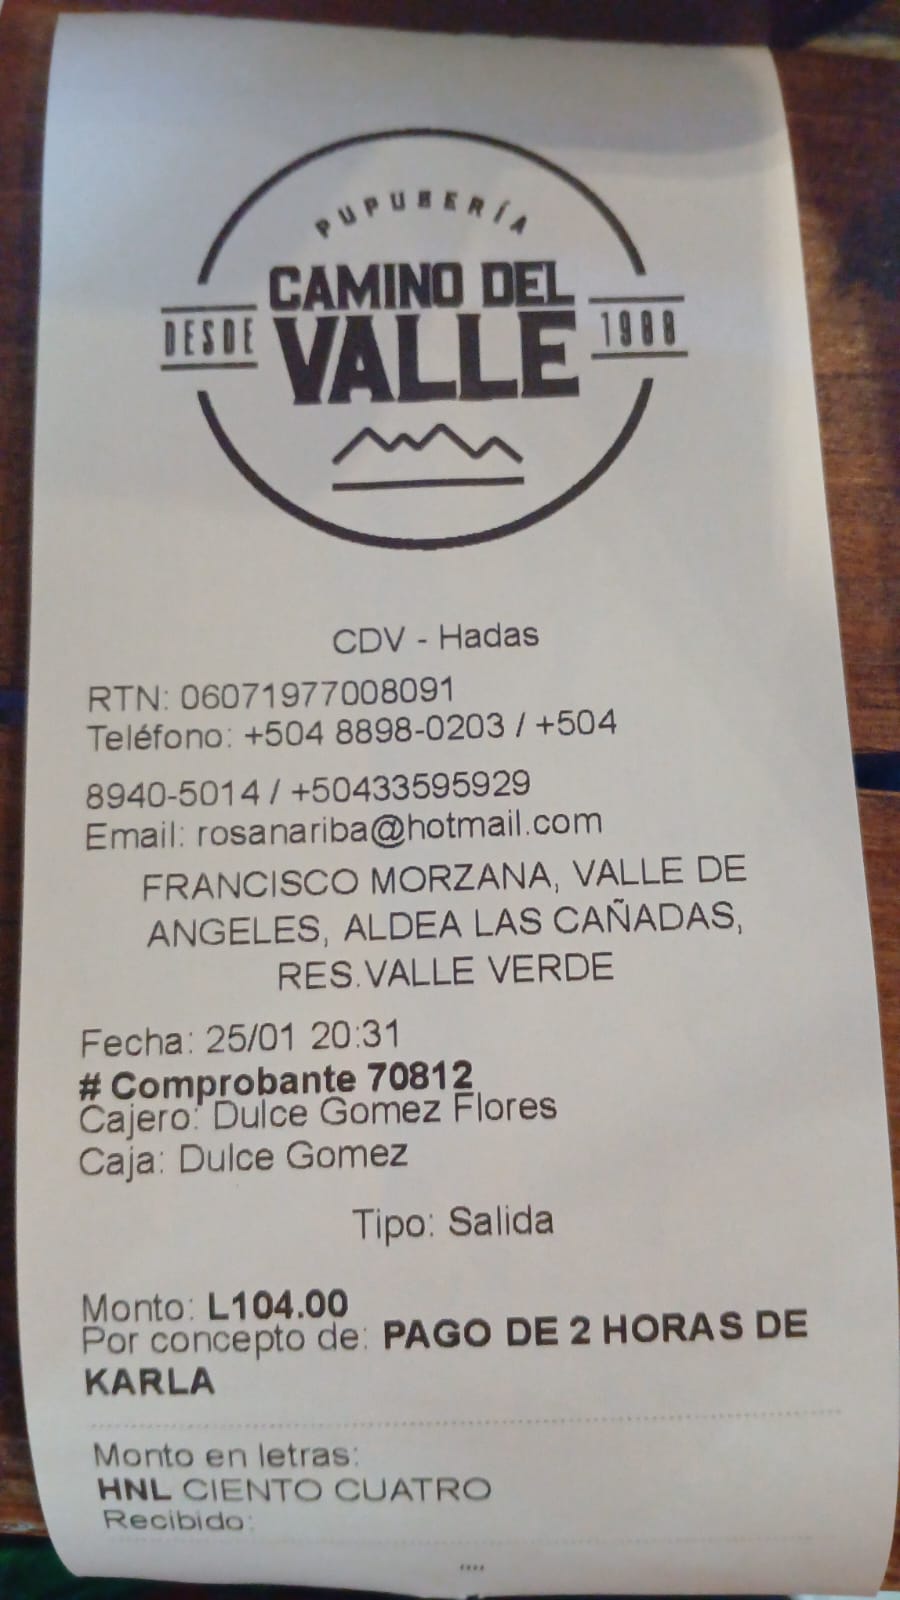 PUPUSERÍA
CAMINO DEL
DESDE VALLE 1988
CDV - Hadas
RTN: 06071977008091
Teléfono: +504 8898-0203 / +504
8940-5014 / +50433595929
Email: rosanariba@hotmail.com
FRANCISCO MORZANA, VALLE DE
ANGELES, ALDEA LAS CAÑADAS,
RES.VALLE VERDE
Fecha: 25/01 20:31
# Comprobante 70812
Cajero: Dulce Gomez Flores
Caja: Dulce Gomez
Tipo: Salida
Monto: L104.00
Por concepto de: PAGO DE 2 HORAS DE
KARLA
Monto en letras:
HNL CIENTO CUATRO
Recibido: